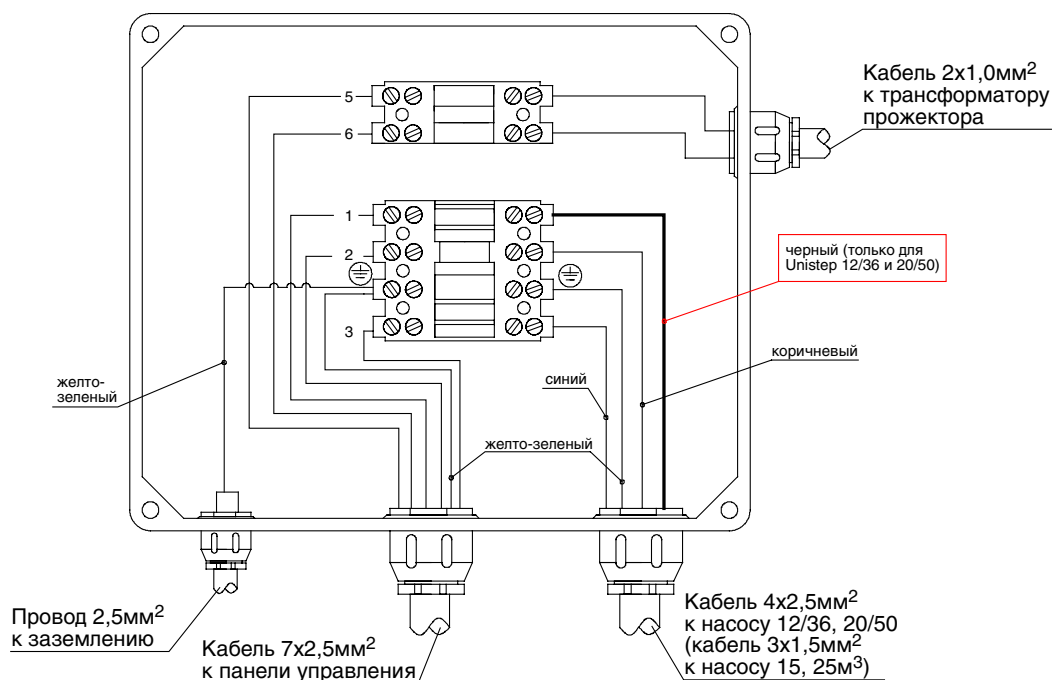 Кабель 2x1,0мм²
к трансформатору
прожектора
5
6
1
2
3
черный (только для
Unistep 12/36 и 20/50)
коричневый
синий
желто-
зеленый
желто-зеленый
Провод 2,5мм²
к заземлению
Кабель 7x2,5мм²
к панели управления
Кабель 4x2,5мм²
к насосу 12/36, 20/50
(кабель 3x1,5мм²
к насосу 15, 25м³)